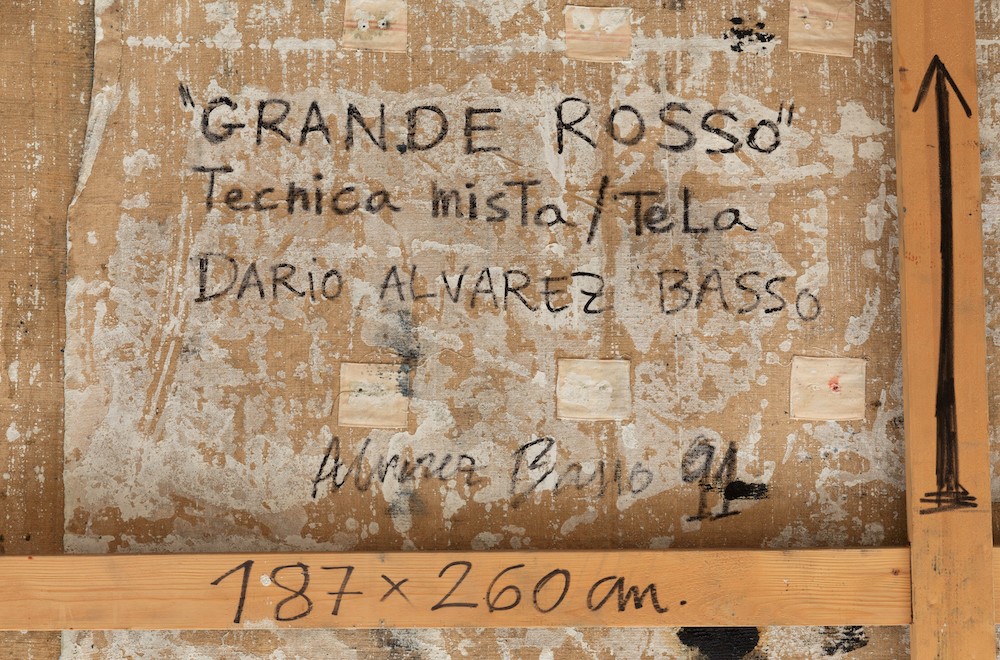 "GRANDE ROSSO"
Tecnica mista/Tela
DARIO ALVAREZ BASSO
Alvarez Basso 91
187 × 260 cm.